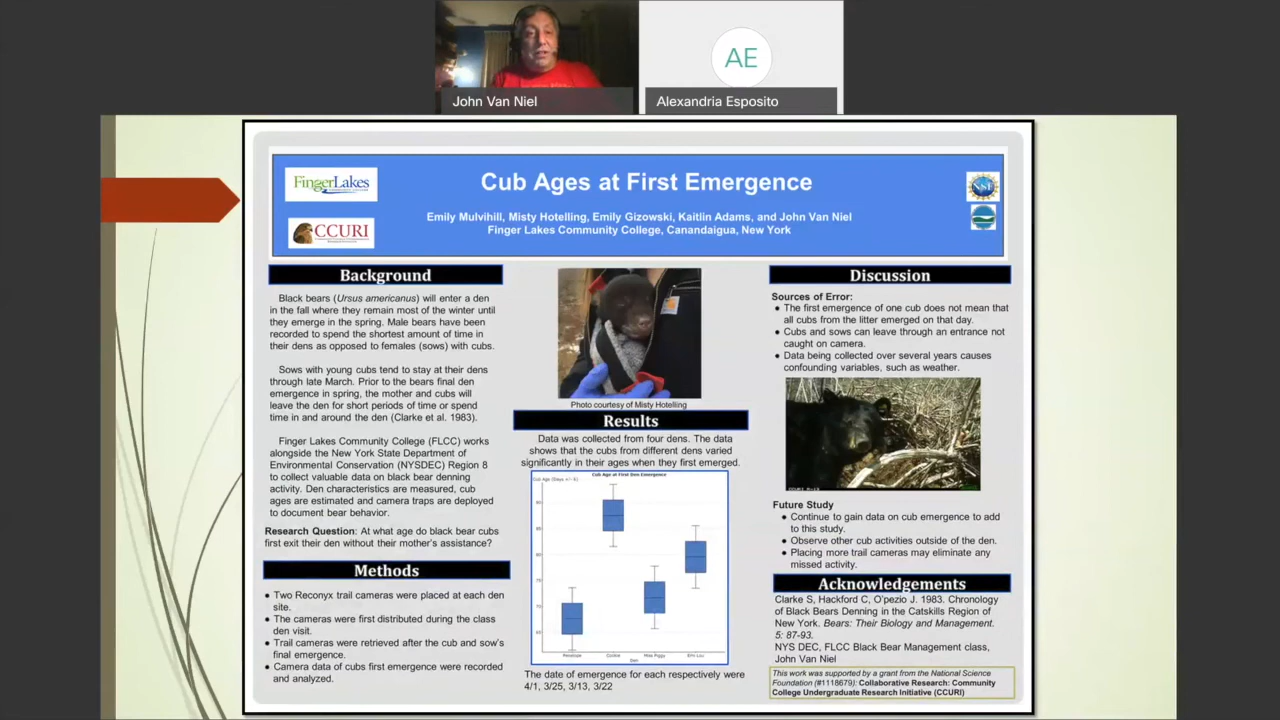 John Van Niel
AE
Alexandria Esposito
FingerLakes
CCURI
Cub Ages at First Emergence
Emily Mulvihill, Misty Hotelling, Emily Gizowski, Kaitlin Adams, and John Van Niel
Finger Lakes Community College, Canandaigua, New York
NSF
Background
Black bears (Ursus americanus) will enter a den
in the fall where they remain most of the winter until
they emerge in the spring. Male bears have been
recorded to spend the shortest amount of time in
their dens as opposed to females (sows) with cubs.
Sows with young cubs tend to stay at their dens
through late March. Prior to the bears final den
emergence in spring, the mother and cubs will
leave the den for short periods of time or spend
time in and around the den (Clarke et al. 1983).
Finger Lakes Community College (FLCC) works
alongside the New York State Department of
Environmental Conservation (NYSDEC) Region 8
to collect valuable data on black bear denning
activity. Den characteristics are measured, cub
ages are estimated and camera traps are deployed
to document bear behavior.
Research Question: At what age do black bear cubs
first exit their den without their mother's assistance?
Methods
• Two Reconyx trail cameras were placed at each den
site.
• The cameras were first distributed during the class
den visit.
• Trail cameras were retrieved after the cub and sow's
final emergence.
• Camera data of cubs first emergence were recorded
and analyzed.
Photo courtesy of Misty Hotelling
Results
Data was collected from four dens. The data
shows that the cubs from different dens varied
significantly in their ages when they first emerged.
Cub Age at First Den Emergence
Cub Age (Days +/- 5)
Penelope
Cookie
Miss Piggy
Den
The date of emergence for each respectively were
4/1, 3/25, 3/13, 3/22
Discussion
Sources of Error:
• The first emergence of one cub does not mean that
all cubs from the litter emerged on that day.
• Cubs and sows can leave through an entrance not
caught on camera.
• Data being collected over several years causes
confounding variables, such as weather.
Future Study
• Continue to gain data on cub emergence to add
to this study.
• Observe other cub activities outside of the den.
• Placing more trail cameras may eliminate any
missed activity.
Acknowledgements
Clarke S, Hackford C, O'pezio J. 1983. Chronology
of Black Bears Denning in the Catskills Region of
New York. Bears: Their Biology and Management.
5: 87-93.
NYS DEC, FLCC Black Bear Management class,
John Van Niel
This work was supported by a grant from the National Science
Foundation (#1118679): Collaborative Research: Community
College Undergraduate Research Initiative (CCURI)